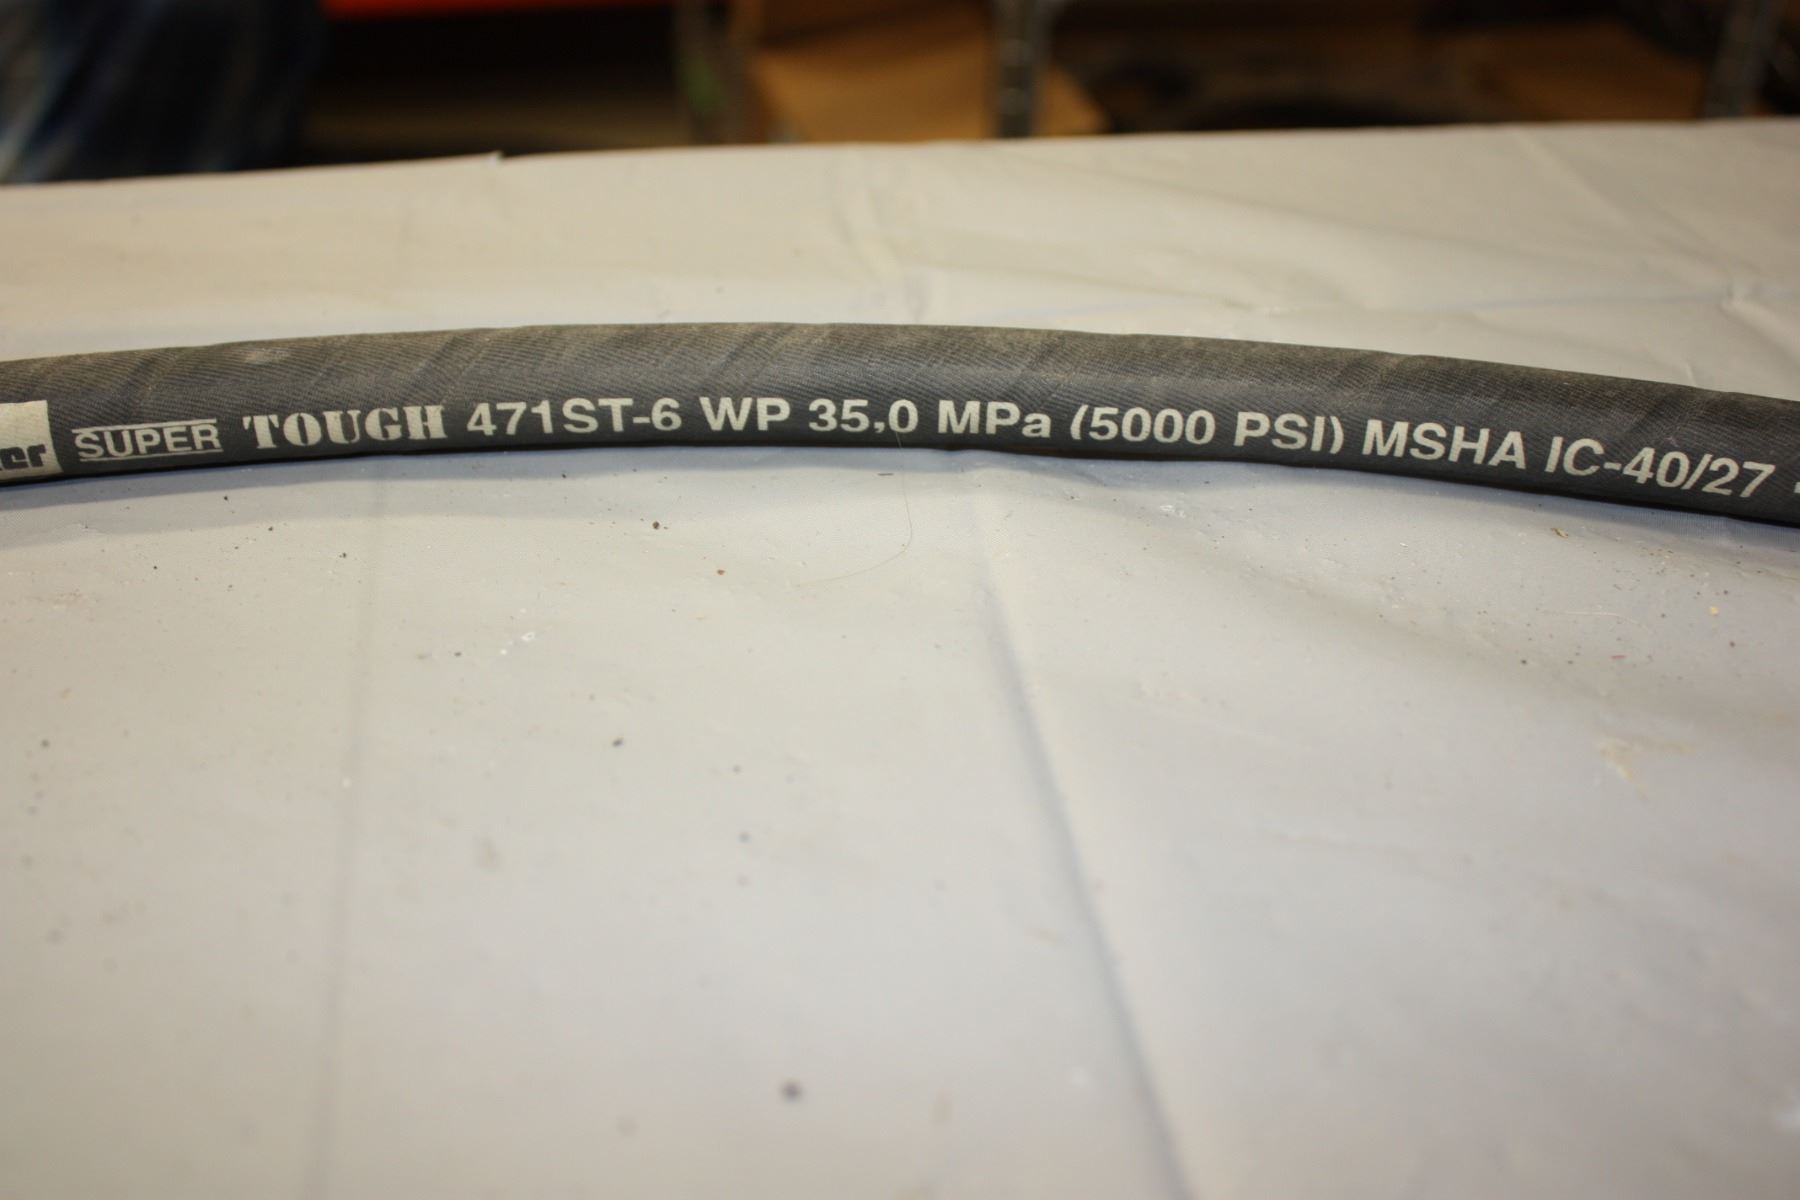 SUPER TOUGH 471ST-6 WP 35,0 MPa (5000 PSI) MSHA IC-40/27